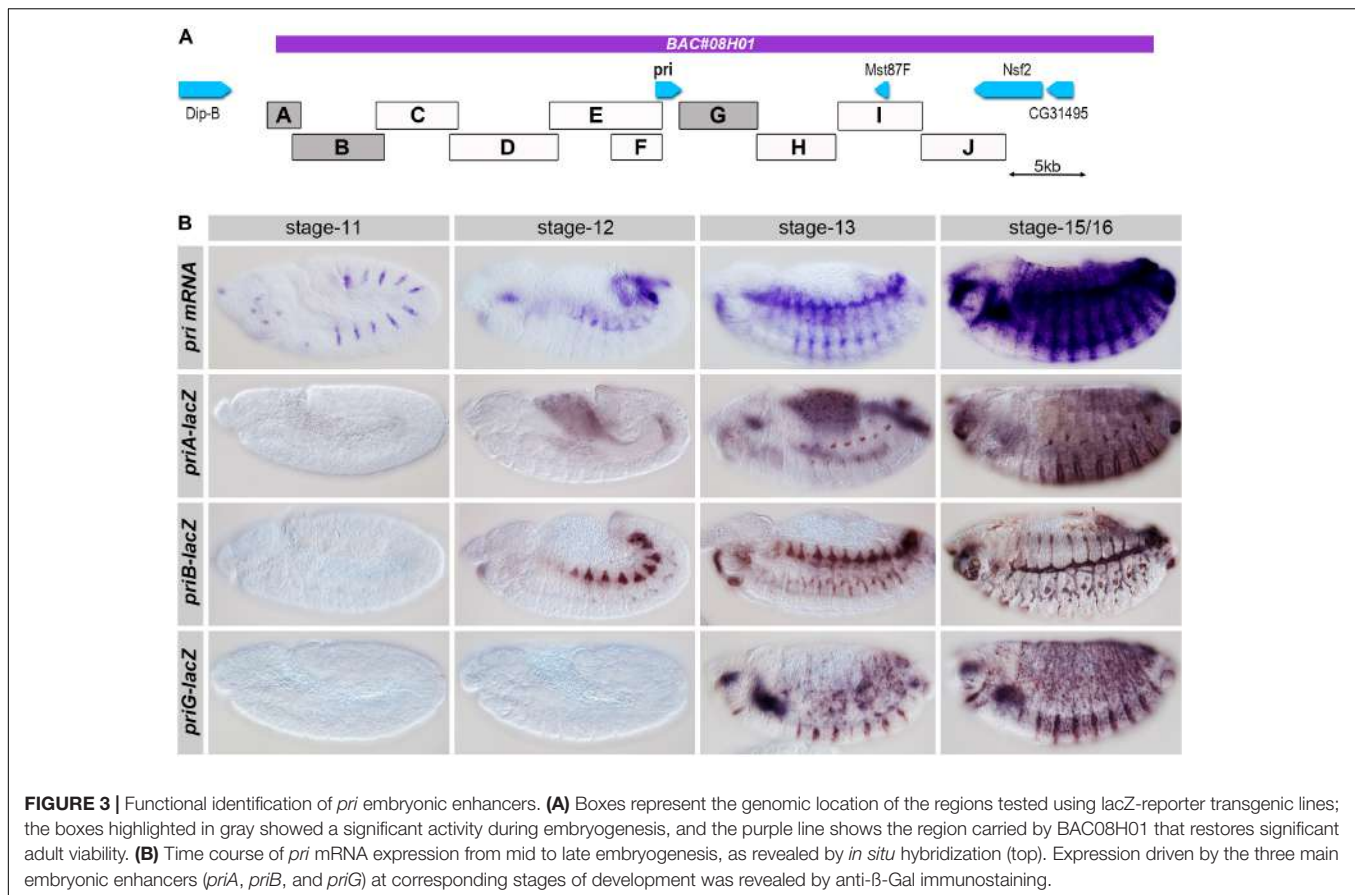 A
BAC#08H01
pri
Mst87F
Nsf2
Dip-B
CG31495
A
C
E
G
I
B
D
F
H
J
5kb
B
stage-11
stage-12
stage-13
stage-15/16
pri mRNA
priA-lacZ
priB-lacZ
priG-lacZ
FIGURE 3 | Functional identification of pri embryonic enhancers. (A) Boxes represent the genomic location of the regions tested using lacZ-reporter transgenic lines;
the boxes highlighted in gray showed a significant activity during embryogenesis, and the purple line shows the region carried by BAC08H01 that restores significant
adult viability. (B) Time course of pri mRNA expression from mid to late embryogenesis, as revealed by in situ hybridization (top). Expression driven by the three main
embryonic enhancers (priA, priB, and priG) at corresponding stages of development was revealed by anti-ß-Gal immunostaining.